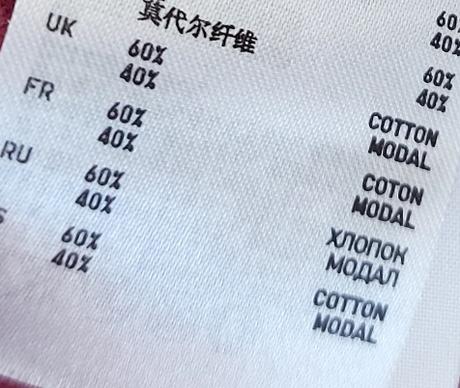 60%
40%
60%
莫代尔纤维 40%
UK 60% COTTON
40% MODAL
FR 60% COTON
40% MODAL
RU 60% ХЛОПОК
40% МОДАЛ
S 60% COTTON
40% MODAL